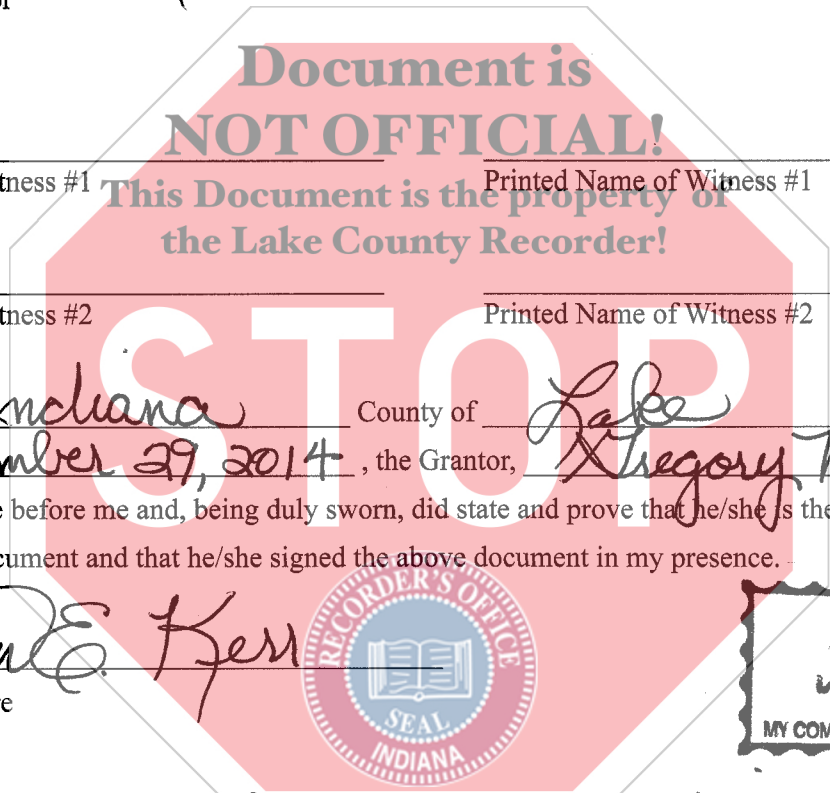 Document is
NOT OFFICIAL!
This Document is the property of
the Lake County Recorder!
tness #1 Printed Name of Witness #1
tness #2 Printed Name of Witness #2
STOP
ndiana County of Lake
mber 29, 2014, the Grantor, Gregory
e before me and, being duly sworn, did state and prove that he/she is the
cument and that he/she signed the above document in my presence.
E. Kerr
re
RECORDER'S OFFICE
SEAL
INDIANA
MY COM